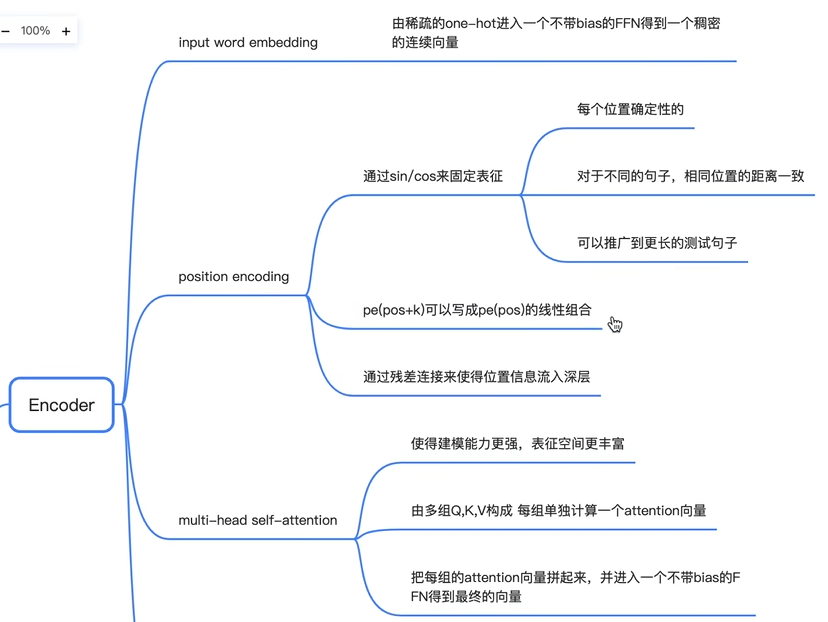 − 100% +
input word embedding
由稀疏的one-hot进入一个不带bias的FFN得到一个稠密
的连续向量
每个位置确定性的
通过sin/cos来固定表征
对于不同的句子，相同位置的距离一致
可以推广到更长的测试句子
position encoding
pe(pos+k)可以写成pe(pos)的线性组合
通过残差连接来使得位置信息流入深层
Encoder
使得建模能力更强，表征空间更丰富
multi-head self-attention
由多组Q,K,V构成 每组单独计算一个attention向量
把每组的attention向量拼起来，并进入一个不带bias的F
FN得到最终的向量